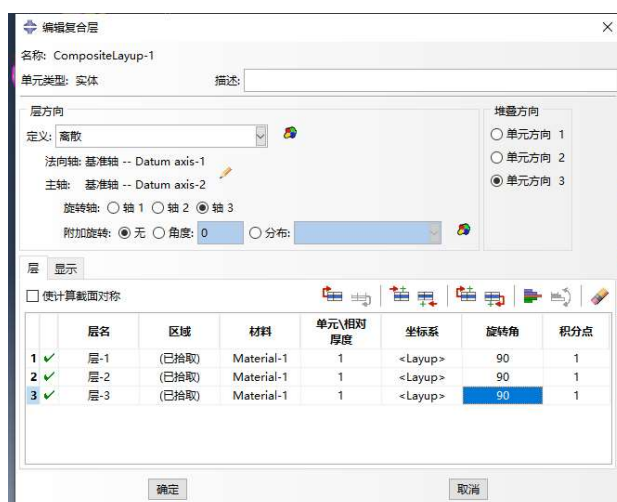 编辑复合层
名称: CompositeLayup-1
单元类型: 实体 描述:
层方向
定义: 离散
法向轴: 基准轴 -- Datum axis-1
主轴: 基准轴 -- Datum axis-2
旋转轴: 轴 1 轴 2 轴 3
附加旋转: 无 角度: 0 分布:
堆叠方向
单元方向 1
单元方向 2
单元方向 3
层 显示
使计算截面对称
层名 区域 材料 单元\相对厚度 坐标系 旋转角 积分点
1 层-1 (已拾取) Material-1 1 <Layup> 90 1
2 层-2 (已拾取) Material-1 1 <Layup> 90 1
3 层-3 (已拾取) Material-1 1 <Layup> 90 1
确定 取消